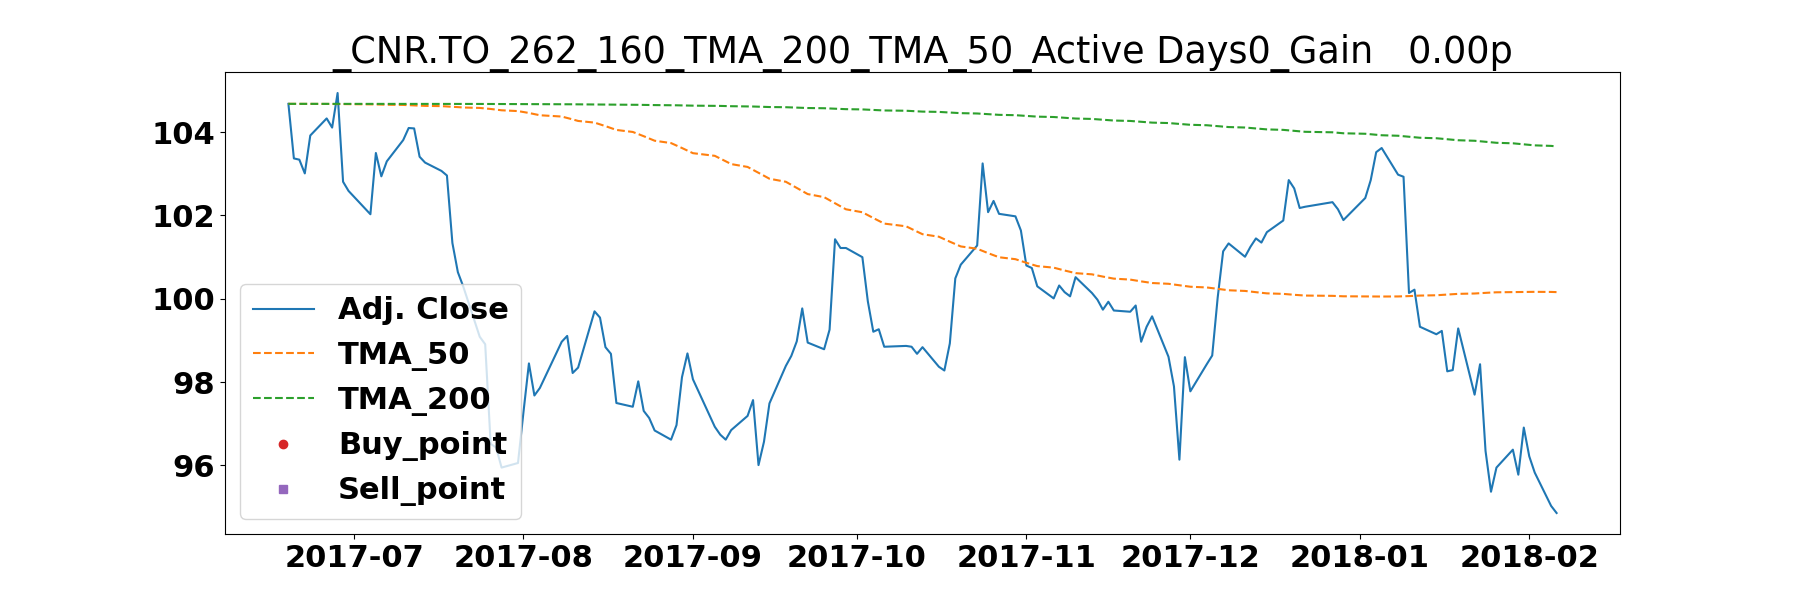 _CNR.TO_262_160_TMA_200_TMA_50_Active Days0_Gain   0.00p
104
102
100
98
96
Adj. Close
TMA_50
TMA_200
Buy_point
Sell_point
2017-07 2017-08 2017-09 2017-10 2017-11 2017-12 2018-01 2018-02